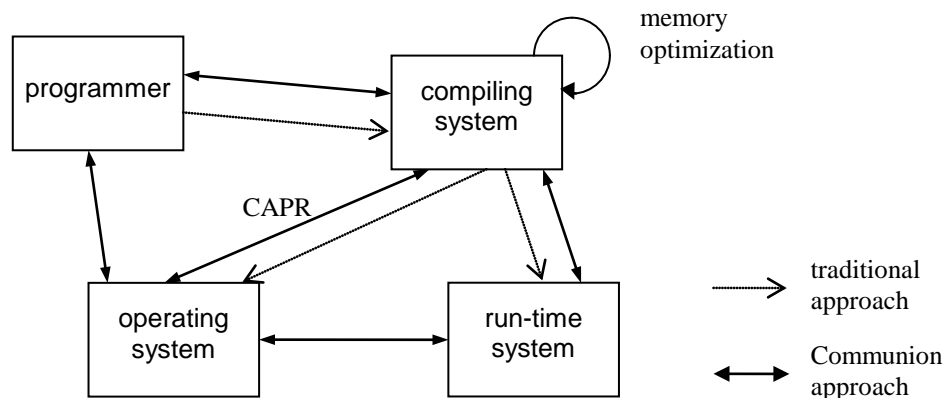 memory
optimization
programmer
compiling
system
CAPR
operating
system
run-time
system
traditional
approach
Communion
approach